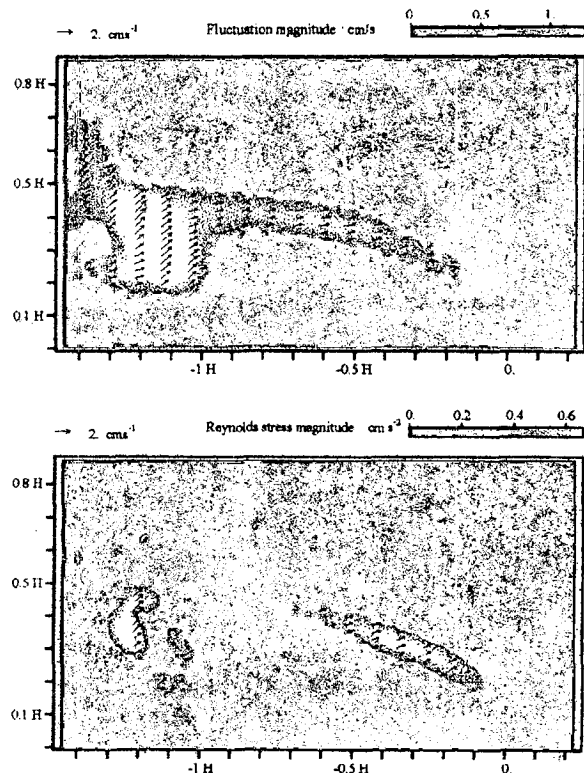 0. 0.5 1.
→ 2. cms⁻¹ Fluctuation magnitude cm/s
0.8 H
0.5 H
0.1 H
-1 H -0.5 H 0.
0.0 0.2 0.4 0.6
→ 2. cms⁻¹ Reynolds stress magnitude cm s⁻²
0.8 H
0.5 H
0.1 H
-1 H -0.5 H 0.